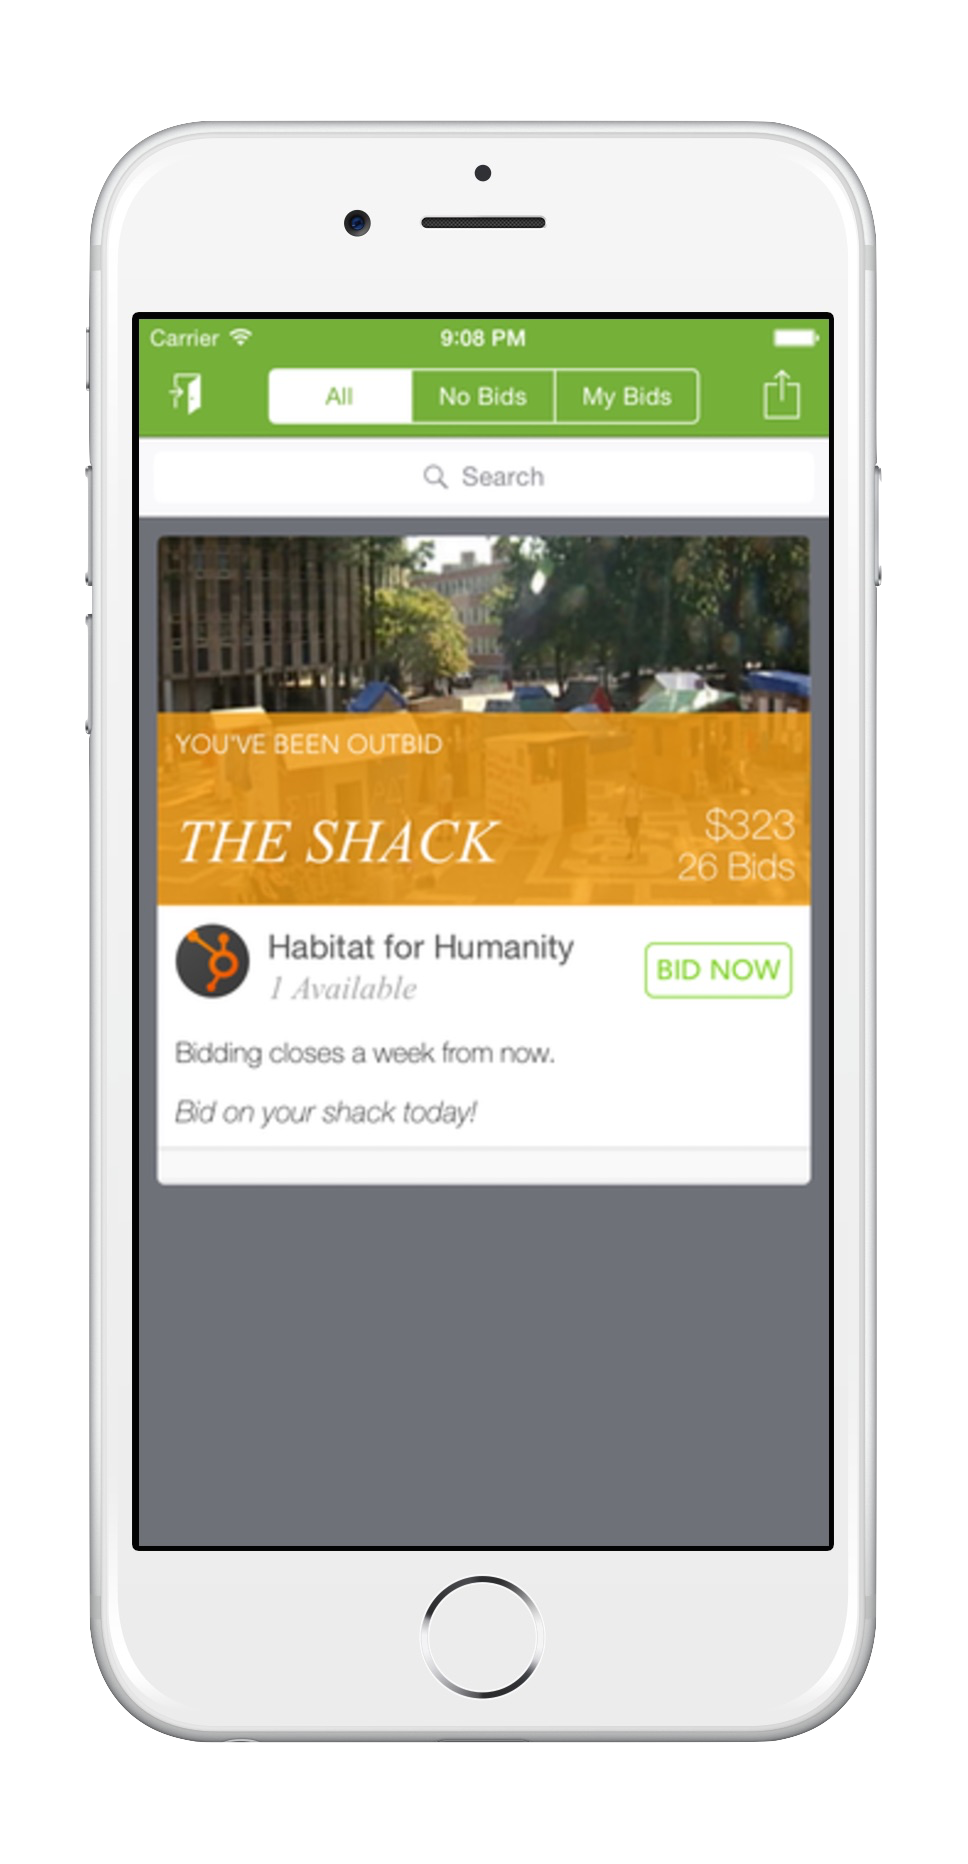 Carrier 9:08 PM
All No Bids My Bids
Search
YOU'VE BEEN OUTBID
THE SHACK
$323
26 Bids
Habitat for Humanity
1 Available
BID NOW
Bidding closes a week from now.
Bid on your shack today!